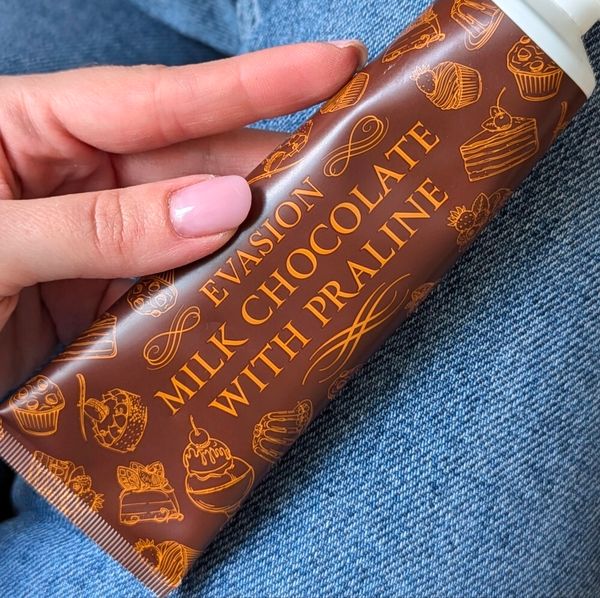 EVASION
MILK CHOCOLATE
WITH PRALINE